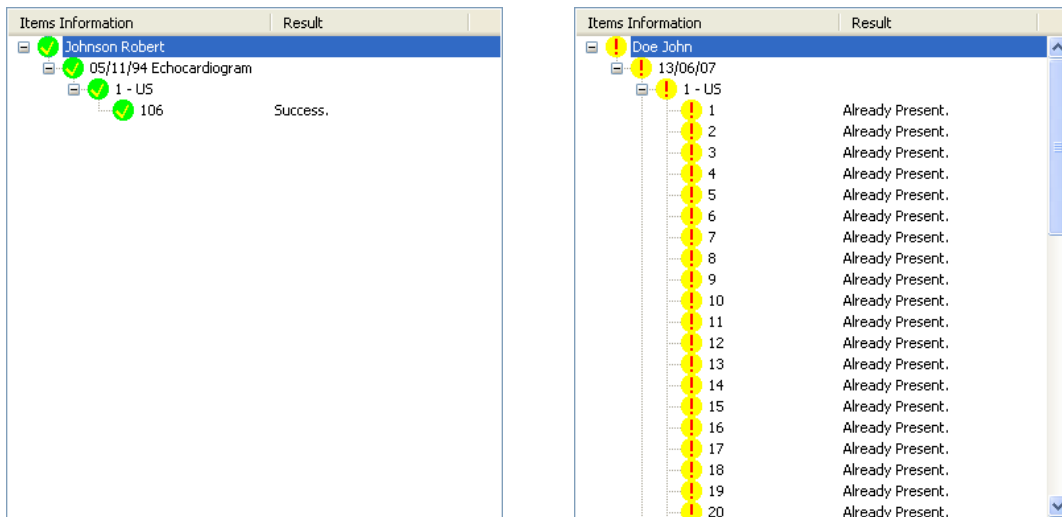 Items Information Result
Johnson Robert
05/11/94 Echocardiogram
1 - US
106 Success.
Items Information Result
Doe John
13/06/07
1 - US
1 Already Present.
2 Already Present.
3 Already Present.
4 Already Present.
5 Already Present.
6 Already Present.
7 Already Present.
8 Already Present.
9 Already Present.
10 Already Present.
11 Already Present.
12 Already Present.
13 Already Present.
14 Already Present.
15 Already Present.
16 Already Present.
17 Already Present.
18 Already Present.
19 Already Present.
20 Already Present.